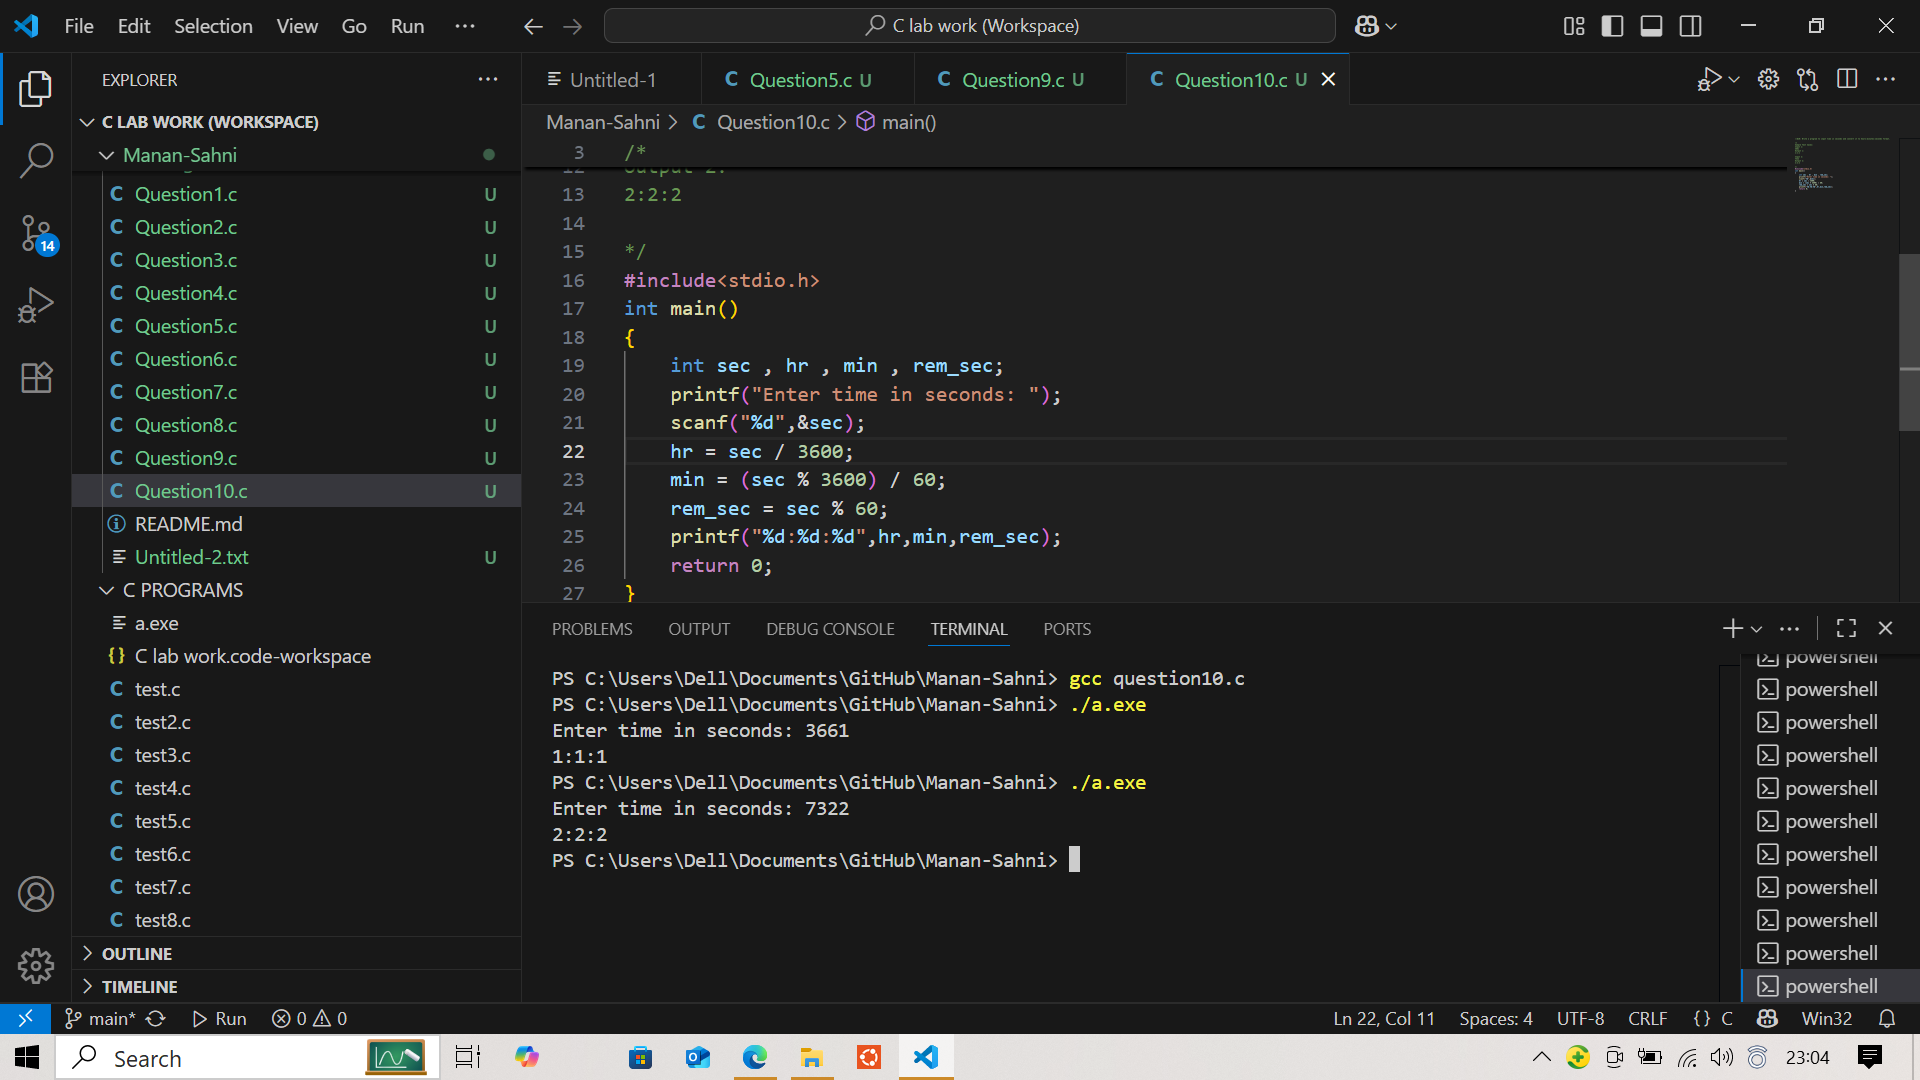 File Edit Selection View Go Run ···
C lab work (Workspace)
EXPLORER
C LAB WORK (WORKSPACE)
Manan-Sahni
C Question1.c U
C Question2.c U
C Question3.c U
C Question4.c U
C Question5.c U
C Question6.c U
C Question7.c U
C Question8.c U
C Question9.c U
C Question10.c U
README.md
Untitled-2.txt U
C PROGRAMS
a.exe
{} C lab work.code-workspace
C test.c
C test2.c
C test3.c
C test4.c
C test5.c
C test6.c
C test7.c
C test8.c
OUTLINE
TIMELINE
14
Untitled-1
C Question5.c U
C Question9.c U
C Question10.c U
Manan-Sahni > C Question10.c > main()
3 /*
12 output 2:
13 2:2:2
14
15 */
16 #include<stdio.h>
17 int main()
18 {
19 int sec , hr , min , rem_sec;
20 printf("Enter time in seconds: ");
21 scanf("%d",&sec);
22 hr = sec / 3600;
23 min = (sec % 3600) / 60;
24 rem_sec = sec % 60;
25 printf("%d:%d:%d",hr,min,rem_sec);
26 return 0;
27 }
PROBLEMS OUTPUT DEBUG CONSOLE TERMINAL PORTS
PS C:\Users\Dell\Documents\GitHub\Manan-Sahni> gcc question10.c
PS C:\Users\Dell\Documents\GitHub\Manan-Sahni> ./a.exe
Enter time in seconds: 3661
1:1:1
PS C:\Users\Dell\Documents\GitHub\Manan-Sahni> ./a.exe
Enter time in seconds: 7322
2:2:2
PS C:\Users\Dell\Documents\GitHub\Manan-Sahni>
powershell
powershell
powershell
powershell
powershell
powershell
powershell
powershell
powershell
powershell
powershell
main* Run 0 0
Ln 22, Col 11 Spaces: 4 UTF-8 CRLF {} C Win32
Search
23:04